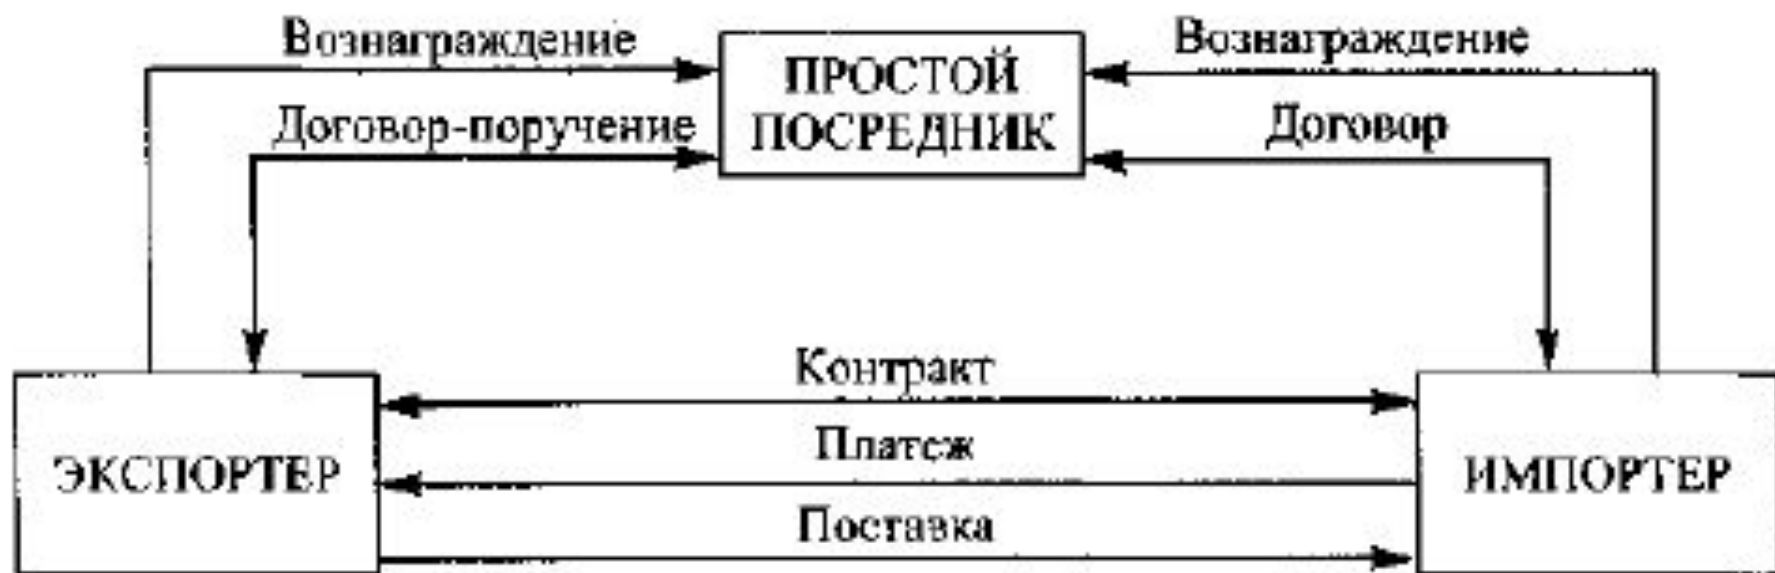 Вознаграждение
Вознаграждение
ПРОСТОЙ
ПОСРЕДНИК
Договор-поручение
Договор
Контракт
Платеж
ЭКСПОРТЕР
ИМПОРТЕР
Поставка